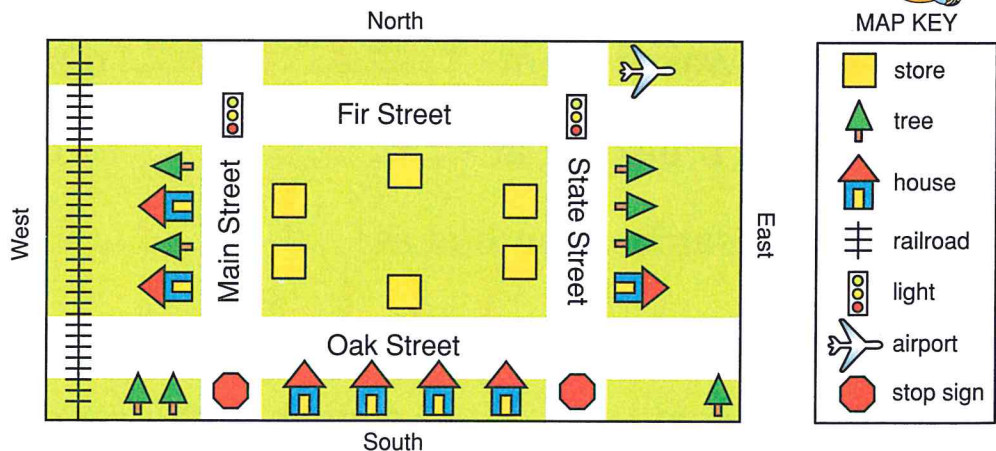 North
MAP KEY
Fir Street
West
Main Street
State Street
East
Oak Street
South
store
tree
house
railroad
light
airport
stop sign